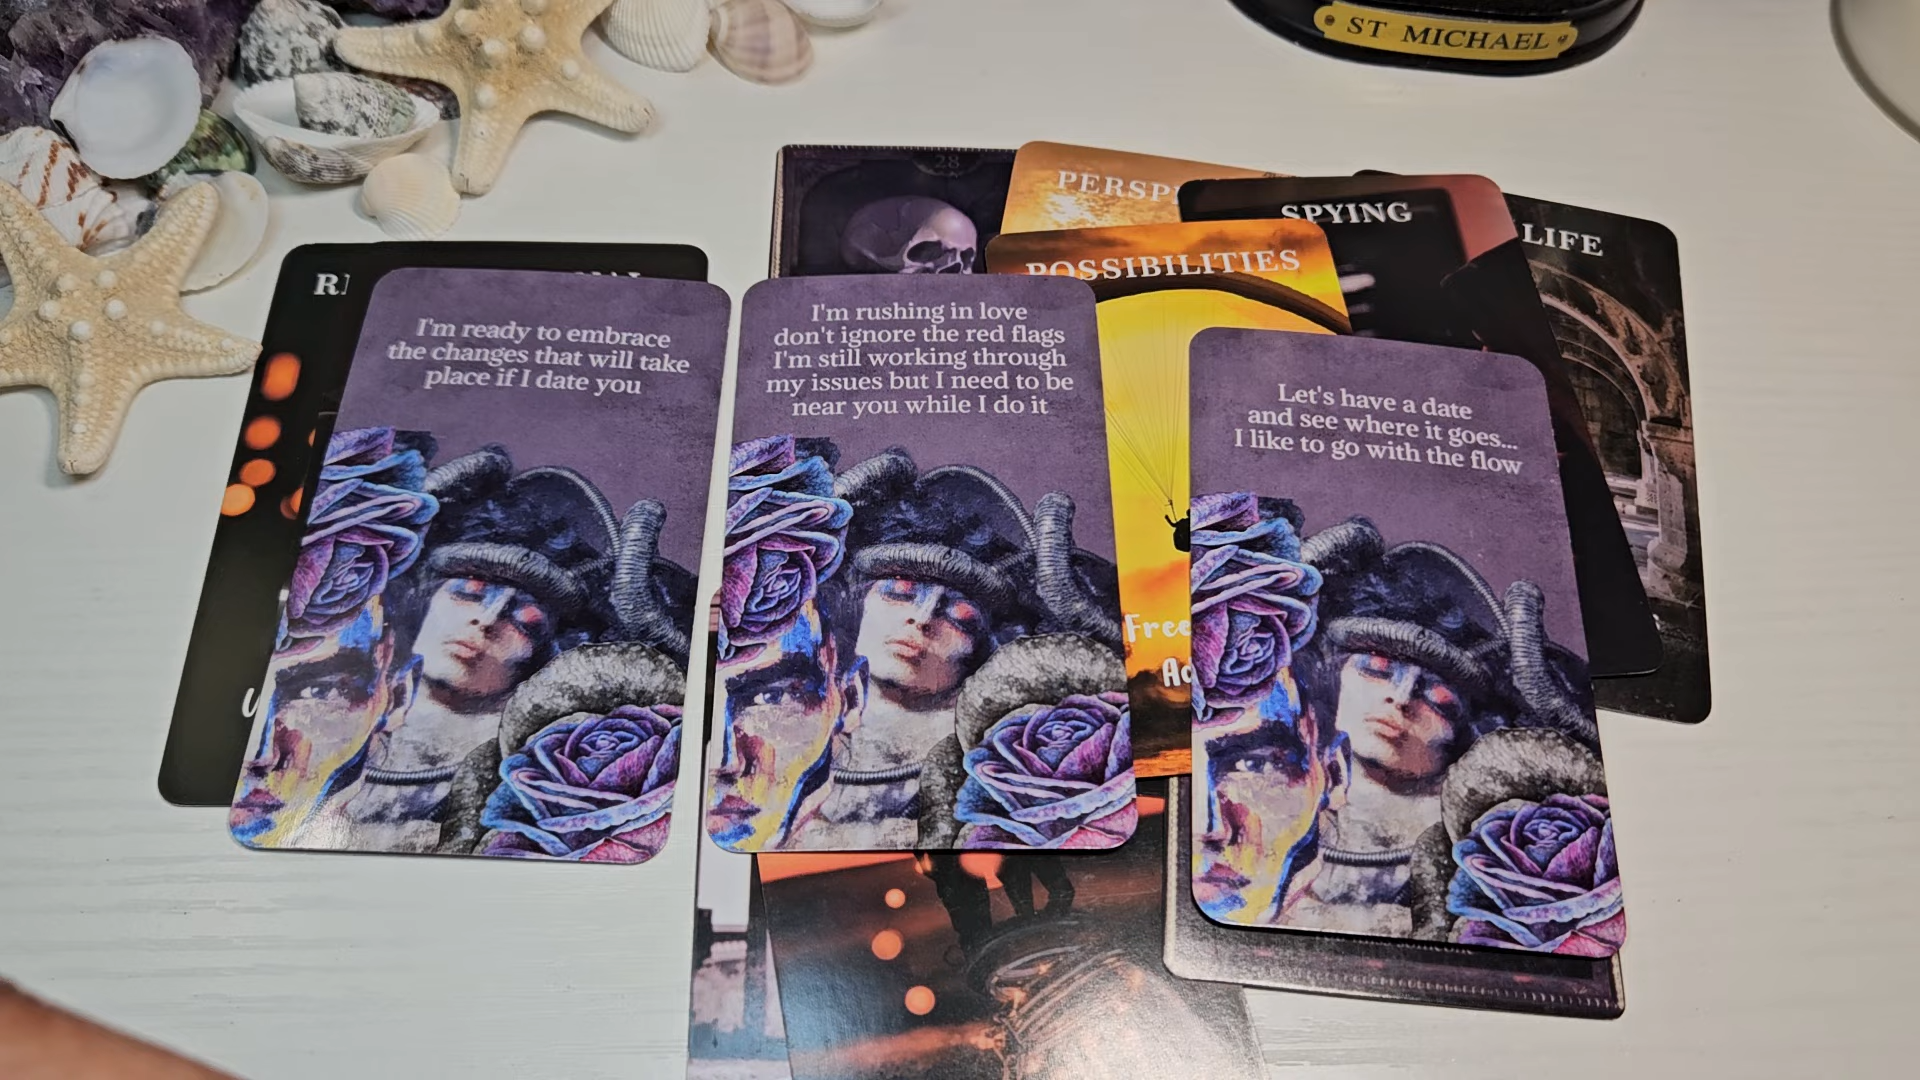 ST MICHAEL
28
SPYING
LIFE
POSSIBILITIES
I'm ready to embrace
the changes that will take
place if I date you
I'm rushing in love
don't ignore the red flags
I'm still working through
my issues but I need to be
near you while I do it
Let's have a date
and see where it goes...
I like to go with the flow